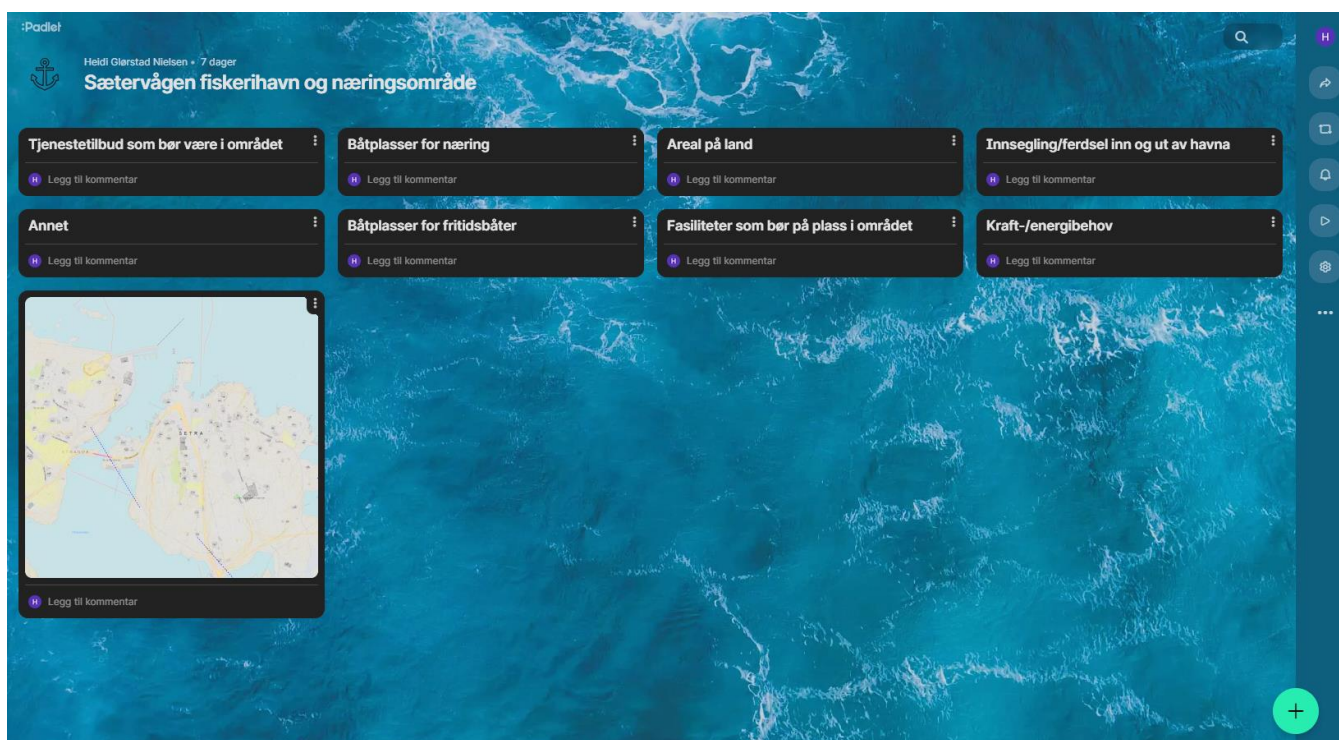 :Padlet
Heidi Glørstad Nielsen • 7 dager
Sætervågen fiskerihavn og næringsområde
H
Tjenestetilbud som bør være i området
H Legg til kommentar
Båtplasser for næring
H Legg til kommentar
Areal på land
H Legg til kommentar
Innsegling/ferdsel inn og ut av havna
H Legg til kommentar
Annet
H Legg til kommentar
Båtplasser for fritidsbåter
H Legg til kommentar
Fasiliteter som bør på plass i området
H Legg til kommentar
Kraft-/energibehov
H Legg til kommentar
SETRA
H Legg til kommentar